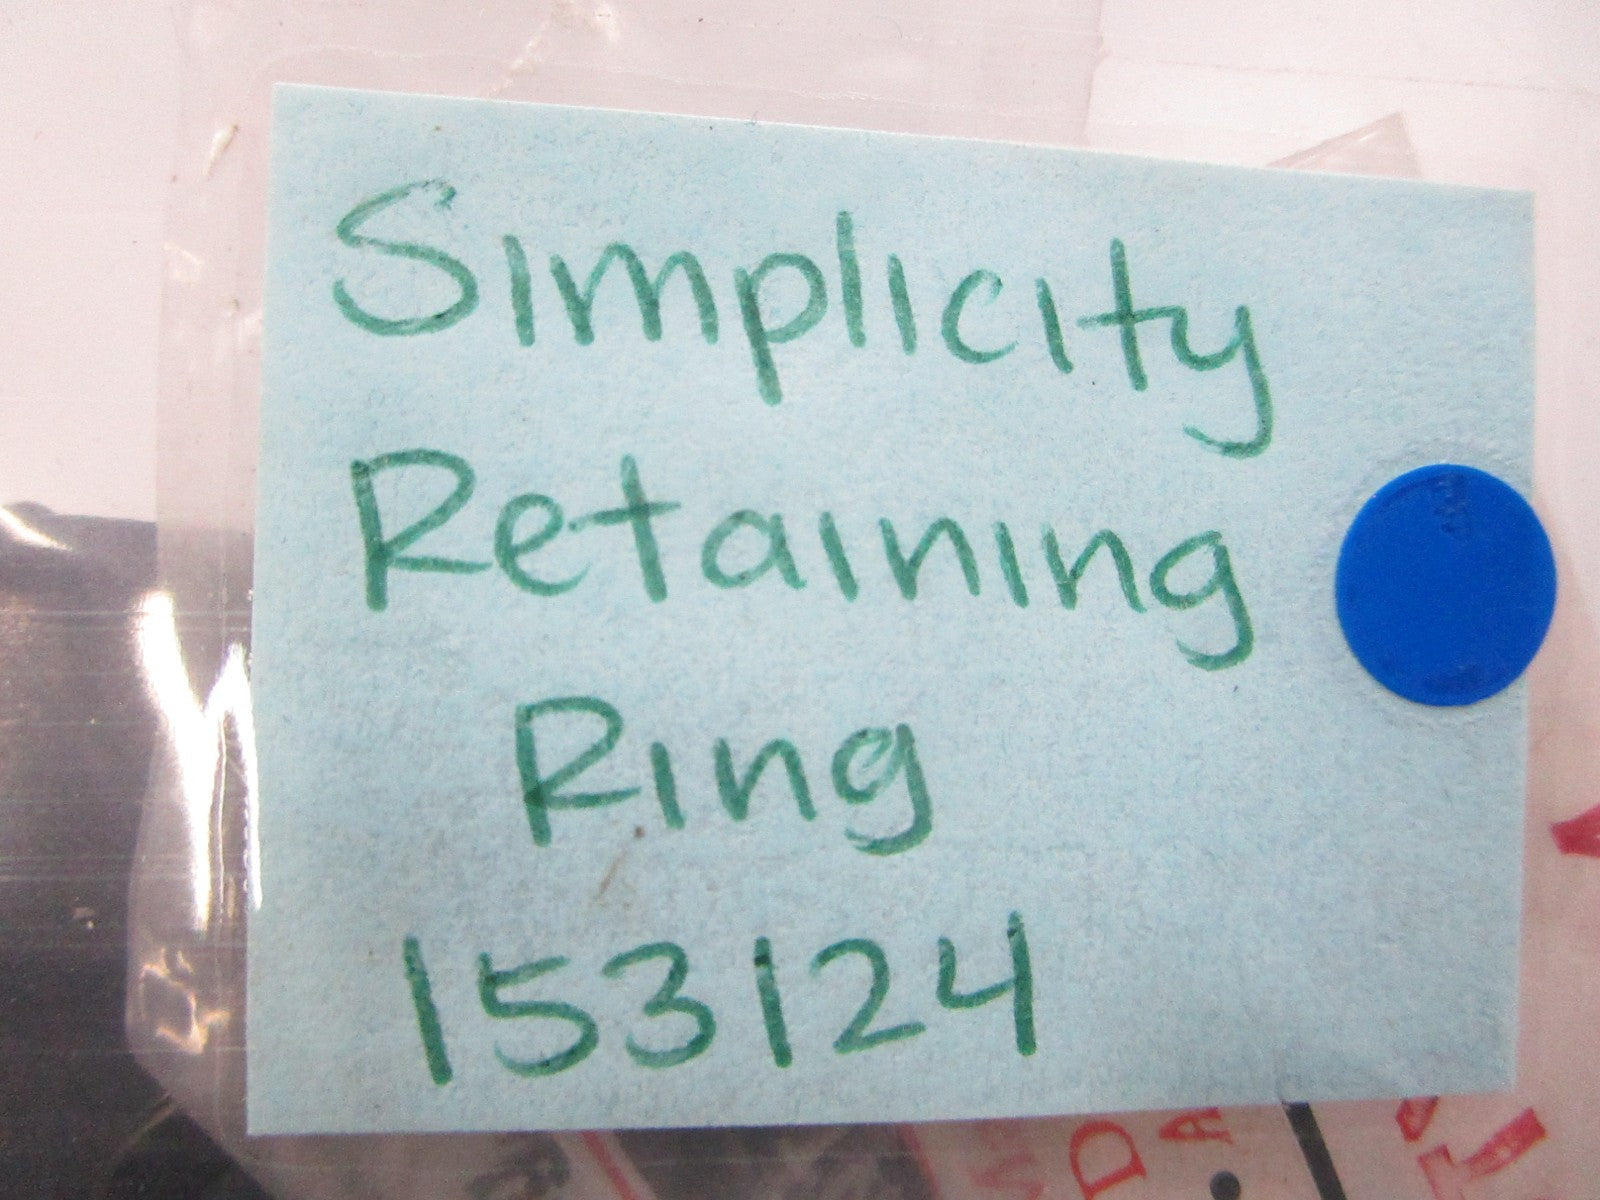 Simplicity
Retaining
Ring
153124